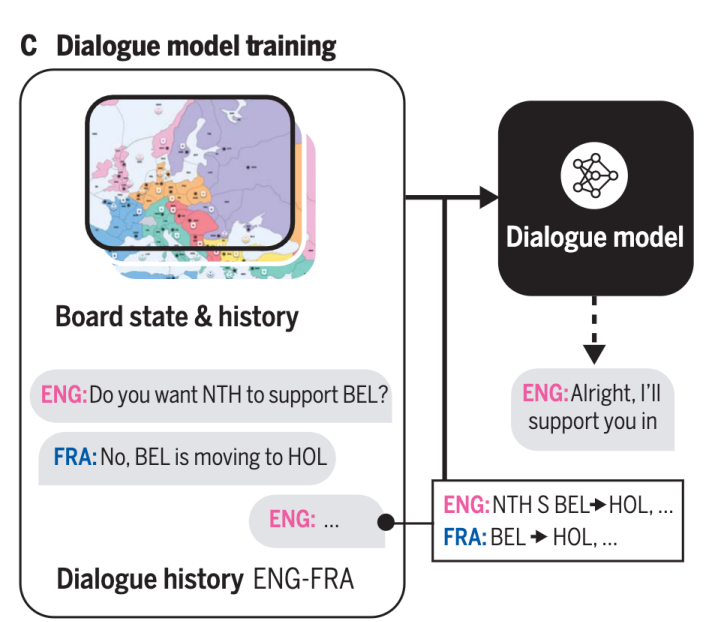 C Dialogue model training
Board state & history
ENG: Do you want NTH to support BEL?
FRA: No, BEL is moving to HOL
ENG: ...
Dialogue history ENG-FRA
Dialogue model
ENG: Alright, I'll
support you in
ENG: NTH S BEL→HOL, ...
FRA: BEL → HOL, ...